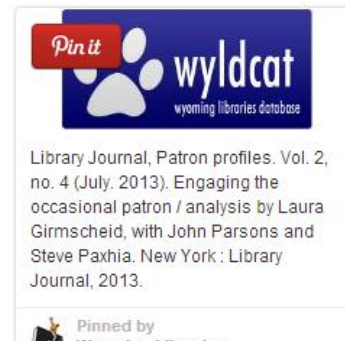 Pin it
wyldcat
wyoming libraries database
Library Journal, Patron profiles. Vol. 2,
no. 4 (July. 2013). Engaging the
occasional patron / analysis by Laura
Girmscheid, with John Parsons and
Steve Paxhia. New York : Library
Journal, 2013.
Pinned by